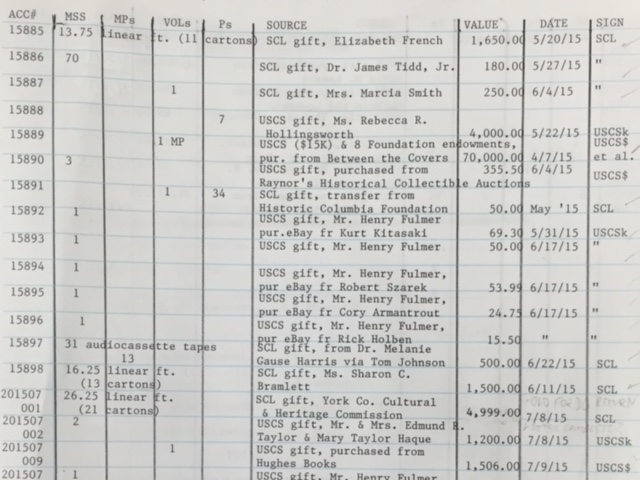 ACC# MSS MPs VOLs Ps SOURCE VALUE DATE SIGN
15885 13.75 linear ft. (11 cartons) SCL gift, Elizabeth French 1,650.00 5/20/15 SCL
15886 70
SCL gift, Dr. James Tidd, Jr. 180.00 5/27/15 "
15887 1 SCL gift, Mrs. Marcia Smith 250.00 6/4/15 "
15888
7 USCS gift, Ms. Rebecca R.
15889 Hollingsworth 4,000.00 5/22/15 USCSk
1 MP USCS ($15K) & 8 Foundation endowments, USC$
15890 3 pur. from Between the Covers 70,000.00 4/7/15 et al.
USCS gift, purchased from 355.50 6/4/15 USCS$
15891 Raynor's Historical Collectible Auctions
1 34 SCL gift, transfer from
15892 1 Historic Columbia Foundation 50.00 May '15 SCL
USCS gift, Mr. Henry Fulmer
15893 1 pur.eBay fr Kurt Kitasaki 69.30 5/31/15 USCSk
USCS gift, Mr. Henry Fulmer 50.00 6/17/15 "
15894 1
USCS gift, Mr. Henry Fulmer,
15895 1 pur eBay fr Robert Szarek 53.99 6/17/15 "
USCS gift, Mr. Henry Fulmer,
pur eBay fr Cory Armantrout 24.75 6/17/15 "
15896 1 USCS gift, Mr. Henry Fulmer,
pur eBay fr Rick Holben 15.50 " "
15897 31 audiocassette tapes SCL gift, from Dr. Melanie
13 Gause Harris via Tom Johnson 500.00 6/22/15 SCL
15898 16.25 linear ft. SCL gift, Ms. Sharon C.
(13 cartons) Bramlett 1,500.00 6/11/15 SCL
201507 26.25 linear ft. SCL gift, York Co. Cultural
001 (21 cartons) & Heritage Commission 4,999.00 7/8/15 SCL
201507 2 USCS gift, Mr. & Mrs. Edmund R.
002 Taylor & Mary Taylor Haque 1,200.00 7/8/15 USCSk
201507 1 USCS gift, purchased from
009 Hughes Books 1,506.00 7/9/15 USC$
201507 1 USCS gift, Mr. Henry Fulmer